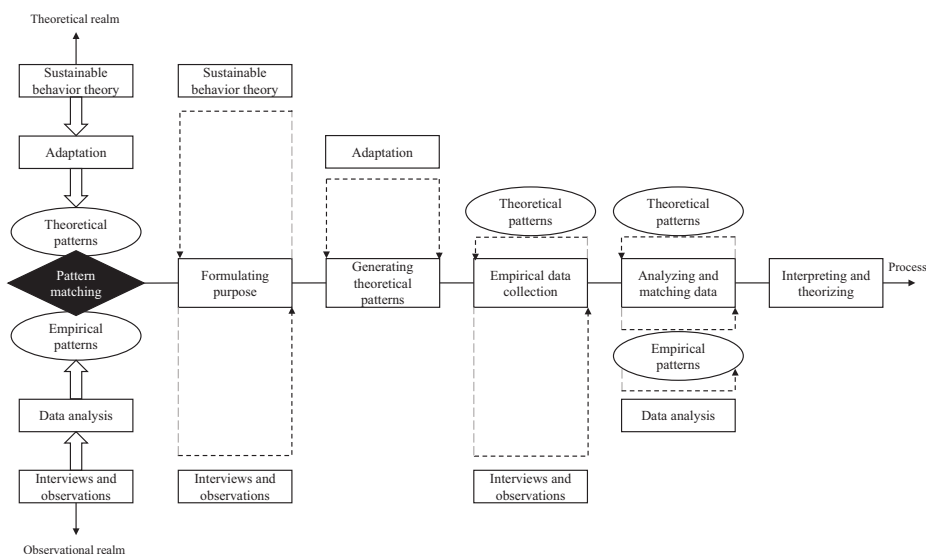 Theoretical realm
Sustainable
behavior theory
Adaptation
Theoretical
patterns
Pattern
matching
Empirical
patterns
Data analysis
Interviews and
observations
Observational realm
Sustainable
behavior theory
Formulating
purpose
Interviews and
observations
Adaptation
Generating
theoretical
patterns
Theoretical
patterns
Empirical data
collection
Interviews and
observations
Theoretical
patterns
Analyzing and
matching data
Empirical
patterns
Data analysis
Interpreting and
theorizing
Process